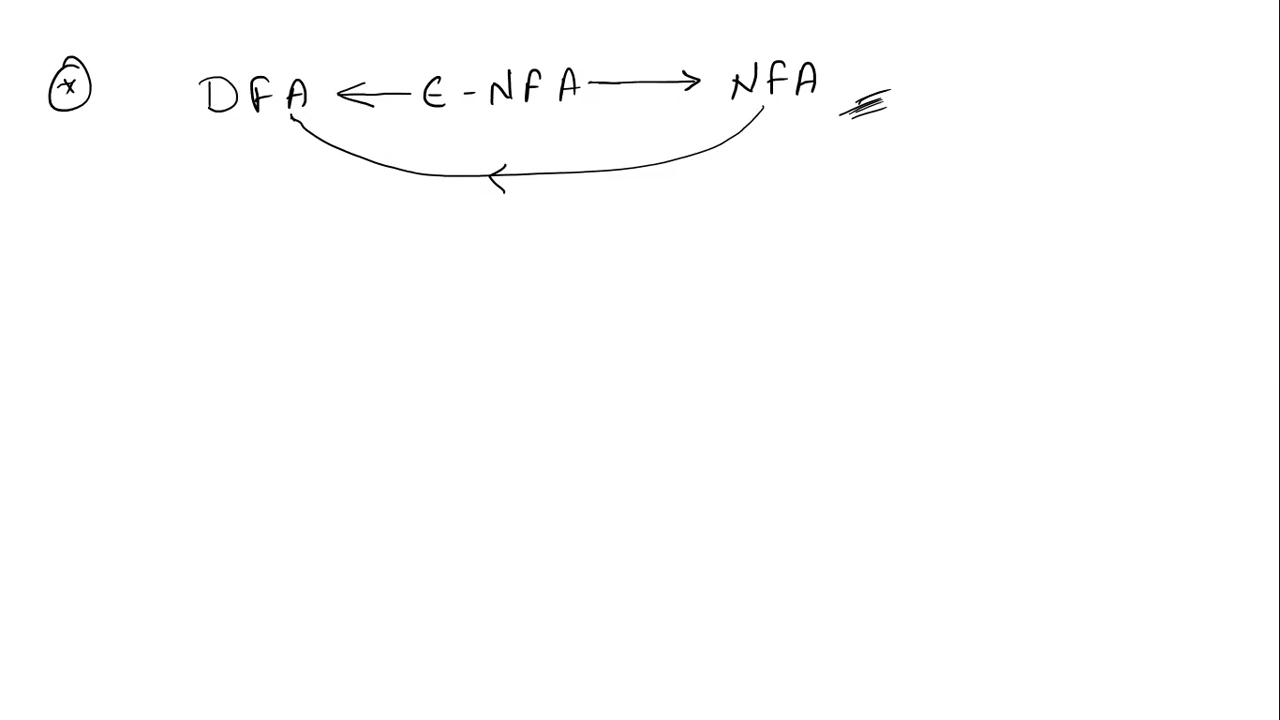 * DFA ← ϵ-NFA → NFA